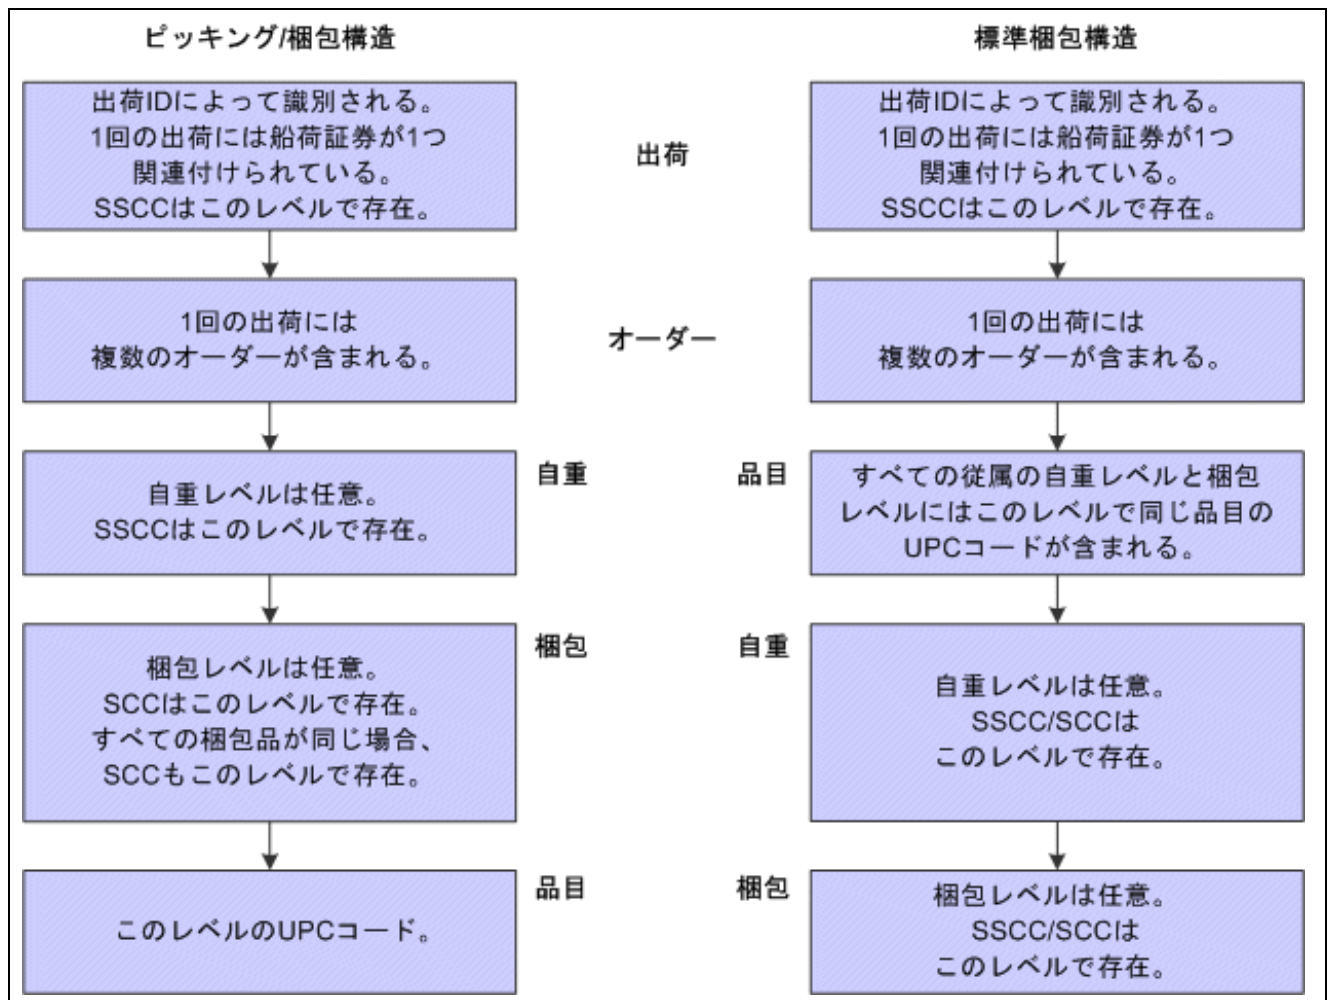 ピッキング/梱包構造
標準梱包構造
出荷IDによって識別される。
1回の出荷には船荷証券が1つ
関連付けられている。
SSCCはこのレベルで存在。
出荷
出荷IDによって識別される。
1回の出荷には船荷証券が1つ
関連付けられている。
SSCCはこのレベルで存在。
1回の出荷には
複数のオーダーが含まれる。
オーダー
1回の出荷には
複数のオーダーが含まれる。
自重レベルは任意。
SSCCはこのレベルで存在。
自重
品目
すべての従属の自重レベルと梱包
レベルにはこのレベルで同じ品目の
UPCコードが含まれる。
梱包レベルは任意。
SCCはこのレベルで存在。
すべての梱包品が同じ場合、
SCCもこのレベルで存在。
梱包
自重
自重レベルは任意。
SSCC/SCCは
このレベルで存在。
このレベルのUPCコード。
品目
梱包
梱包レベルは任意。
SSCC/SCCは
このレベルで存在。